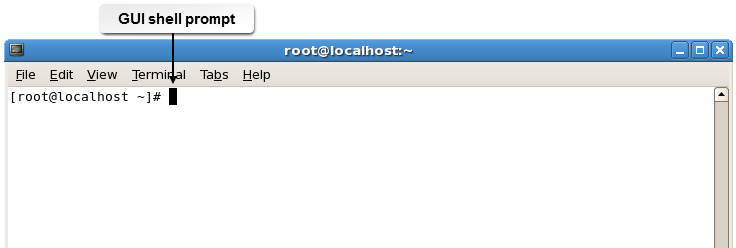 GUI shell prompt
root@localhost:~
File Edit View Terminal Tabs Help
[root@localhost ~]#